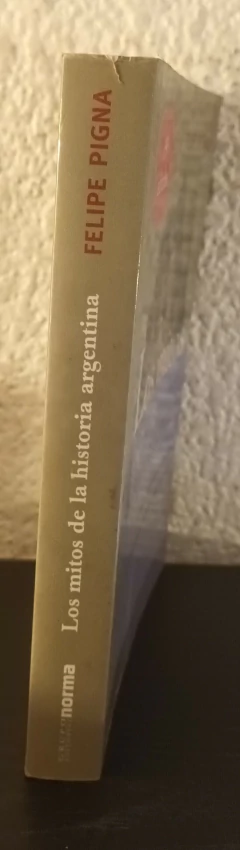 FELIPE PIGNA
Los mitos de la historia argentina
norma